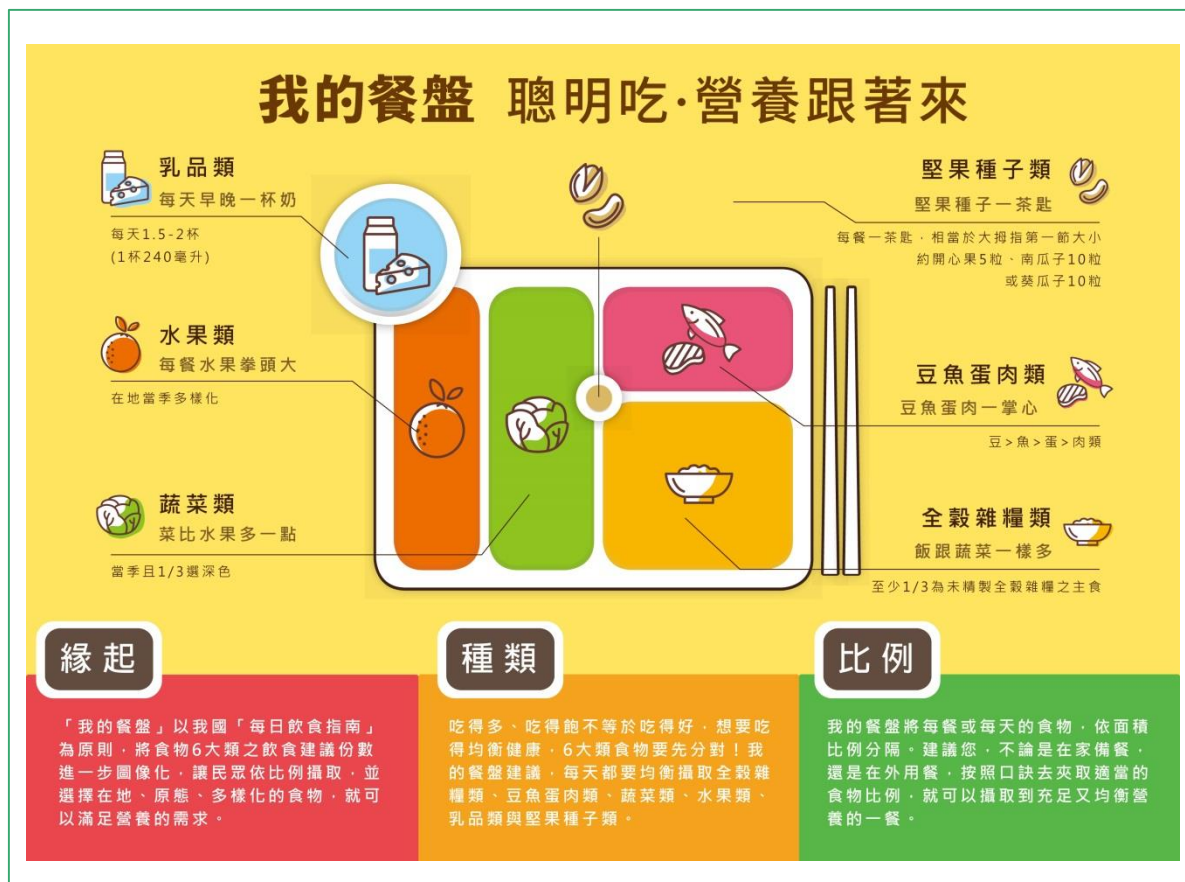 我的餐盤 聰明吃·營養跟著來
乳品類
每天早晚一杯奶
每天1.5-2杯
(1杯240毫升)
水果類
每餐水果拳頭大
在地當季多樣化
蔬菜類
菜比水果多一點
當季且1/3選深色
堅果種子類
堅果種子一茶匙
每餐一茶匙，相當於大拇指第一節大小
約開心果5粒、南瓜子10粒
或葵瓜子10粒
豆魚蛋肉類
豆魚蛋肉一掌心
豆>魚>蛋>肉類
全穀雜糧類
飯跟蔬菜一樣多
至少1/3為未精製全穀雜糧之主食
緣起
「我的餐盤」以我國「每日飲食指南」
為原則，將食物6大類之飲食建議份數
進一步圖像化，讓民眾依比例攝取，並
選擇在地、原態、多樣化的食物，就可
以滿足營養的需求。
種類
吃得多、吃得飽不等於吃得好，想要吃
得均衡健康，6大類食物要先分對！我
的餐盤建議，每天都要均衡攝取全穀雜
糧類、豆魚蛋肉類、蔬菜類、水果類、
乳品類與堅果種子類。
比例
我的餐盤將每餐或每天的食物，依面積
比例分隔。建議您，不論是在家備餐，
還是在外用餐，按照口訣去夾取適當的
食物比例，就可以攝取到充足又均衡營
養的一餐。